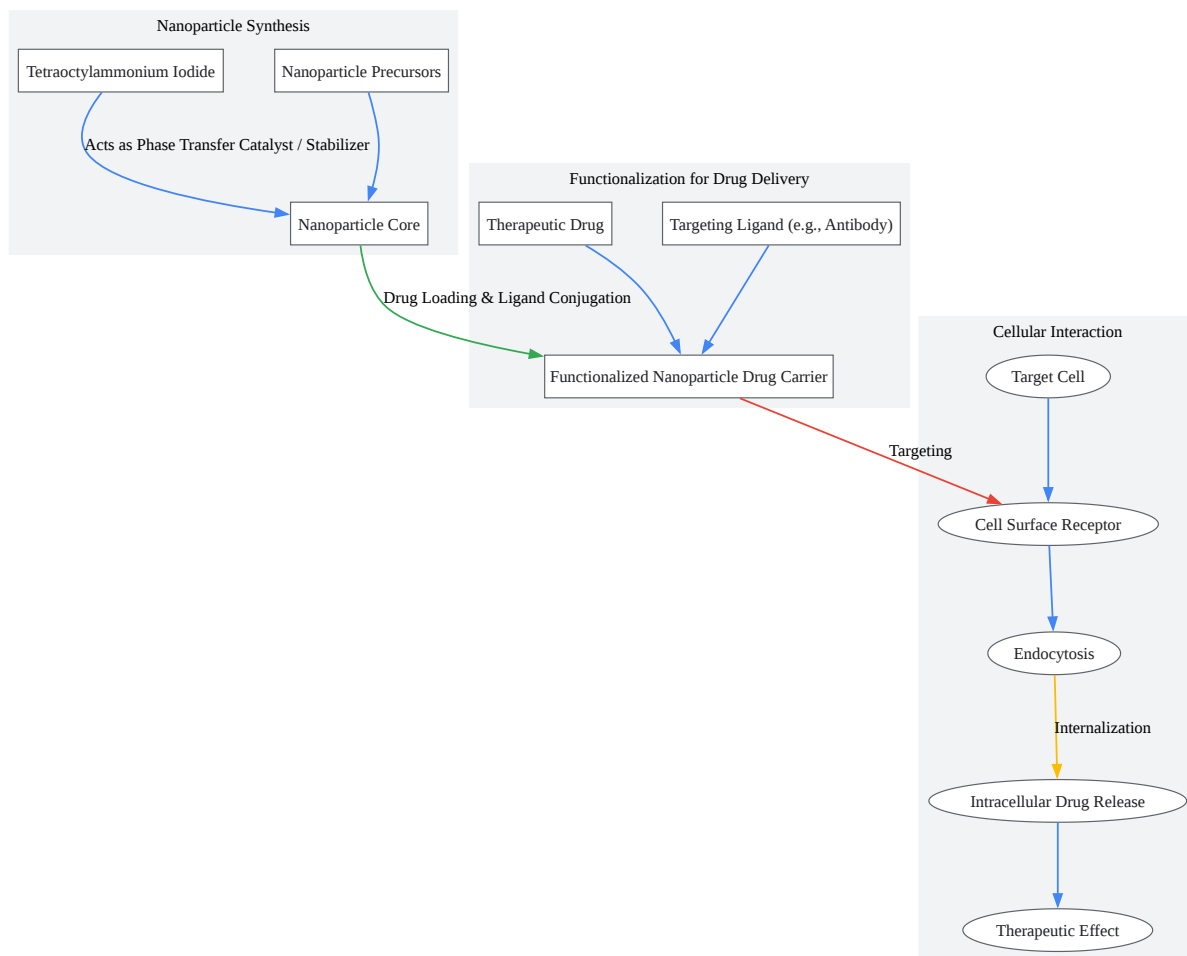 Nanoparticle Synthesis
Tetraoctylammonium Iodide
Nanoparticle Precursors
Acts as Phase Transfer Catalyst / Stabilizer
Nanoparticle Core
Functionalization for Drug Delivery
Therapeutic Drug
Targeting Ligand (e.g., Antibody)
Drug Loading & Ligand Conjugation
Functionalized Nanoparticle Drug Carrier
Targeting
Cellular Interaction
Target Cell
Cell Surface Receptor
Endocytosis
Internalization
Intracellular Drug Release
Therapeutic Effect